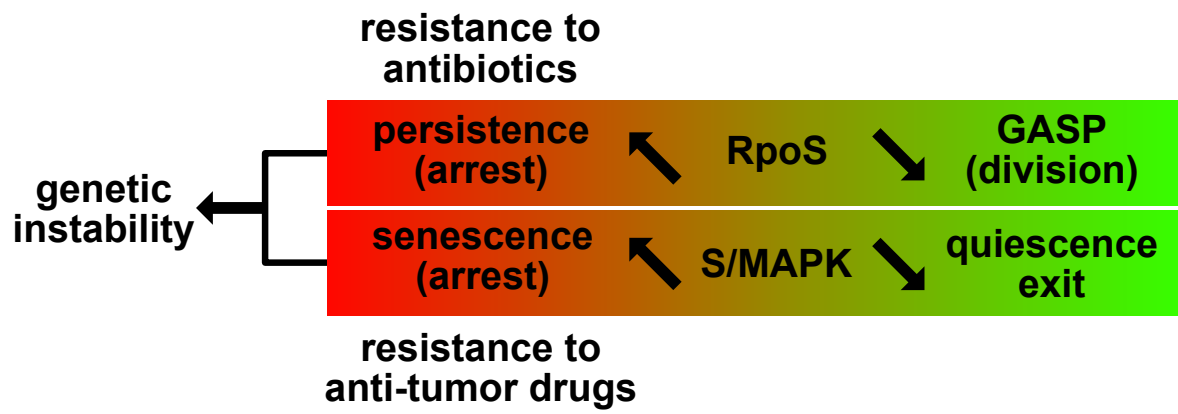 resistance to
antibiotics
persistence
(arrest)
RpoS
GASP
(division)
genetic
instability
senescence
(arrest)
S/MAPK
quiescence
exit
resistance to
anti-tumor drugs